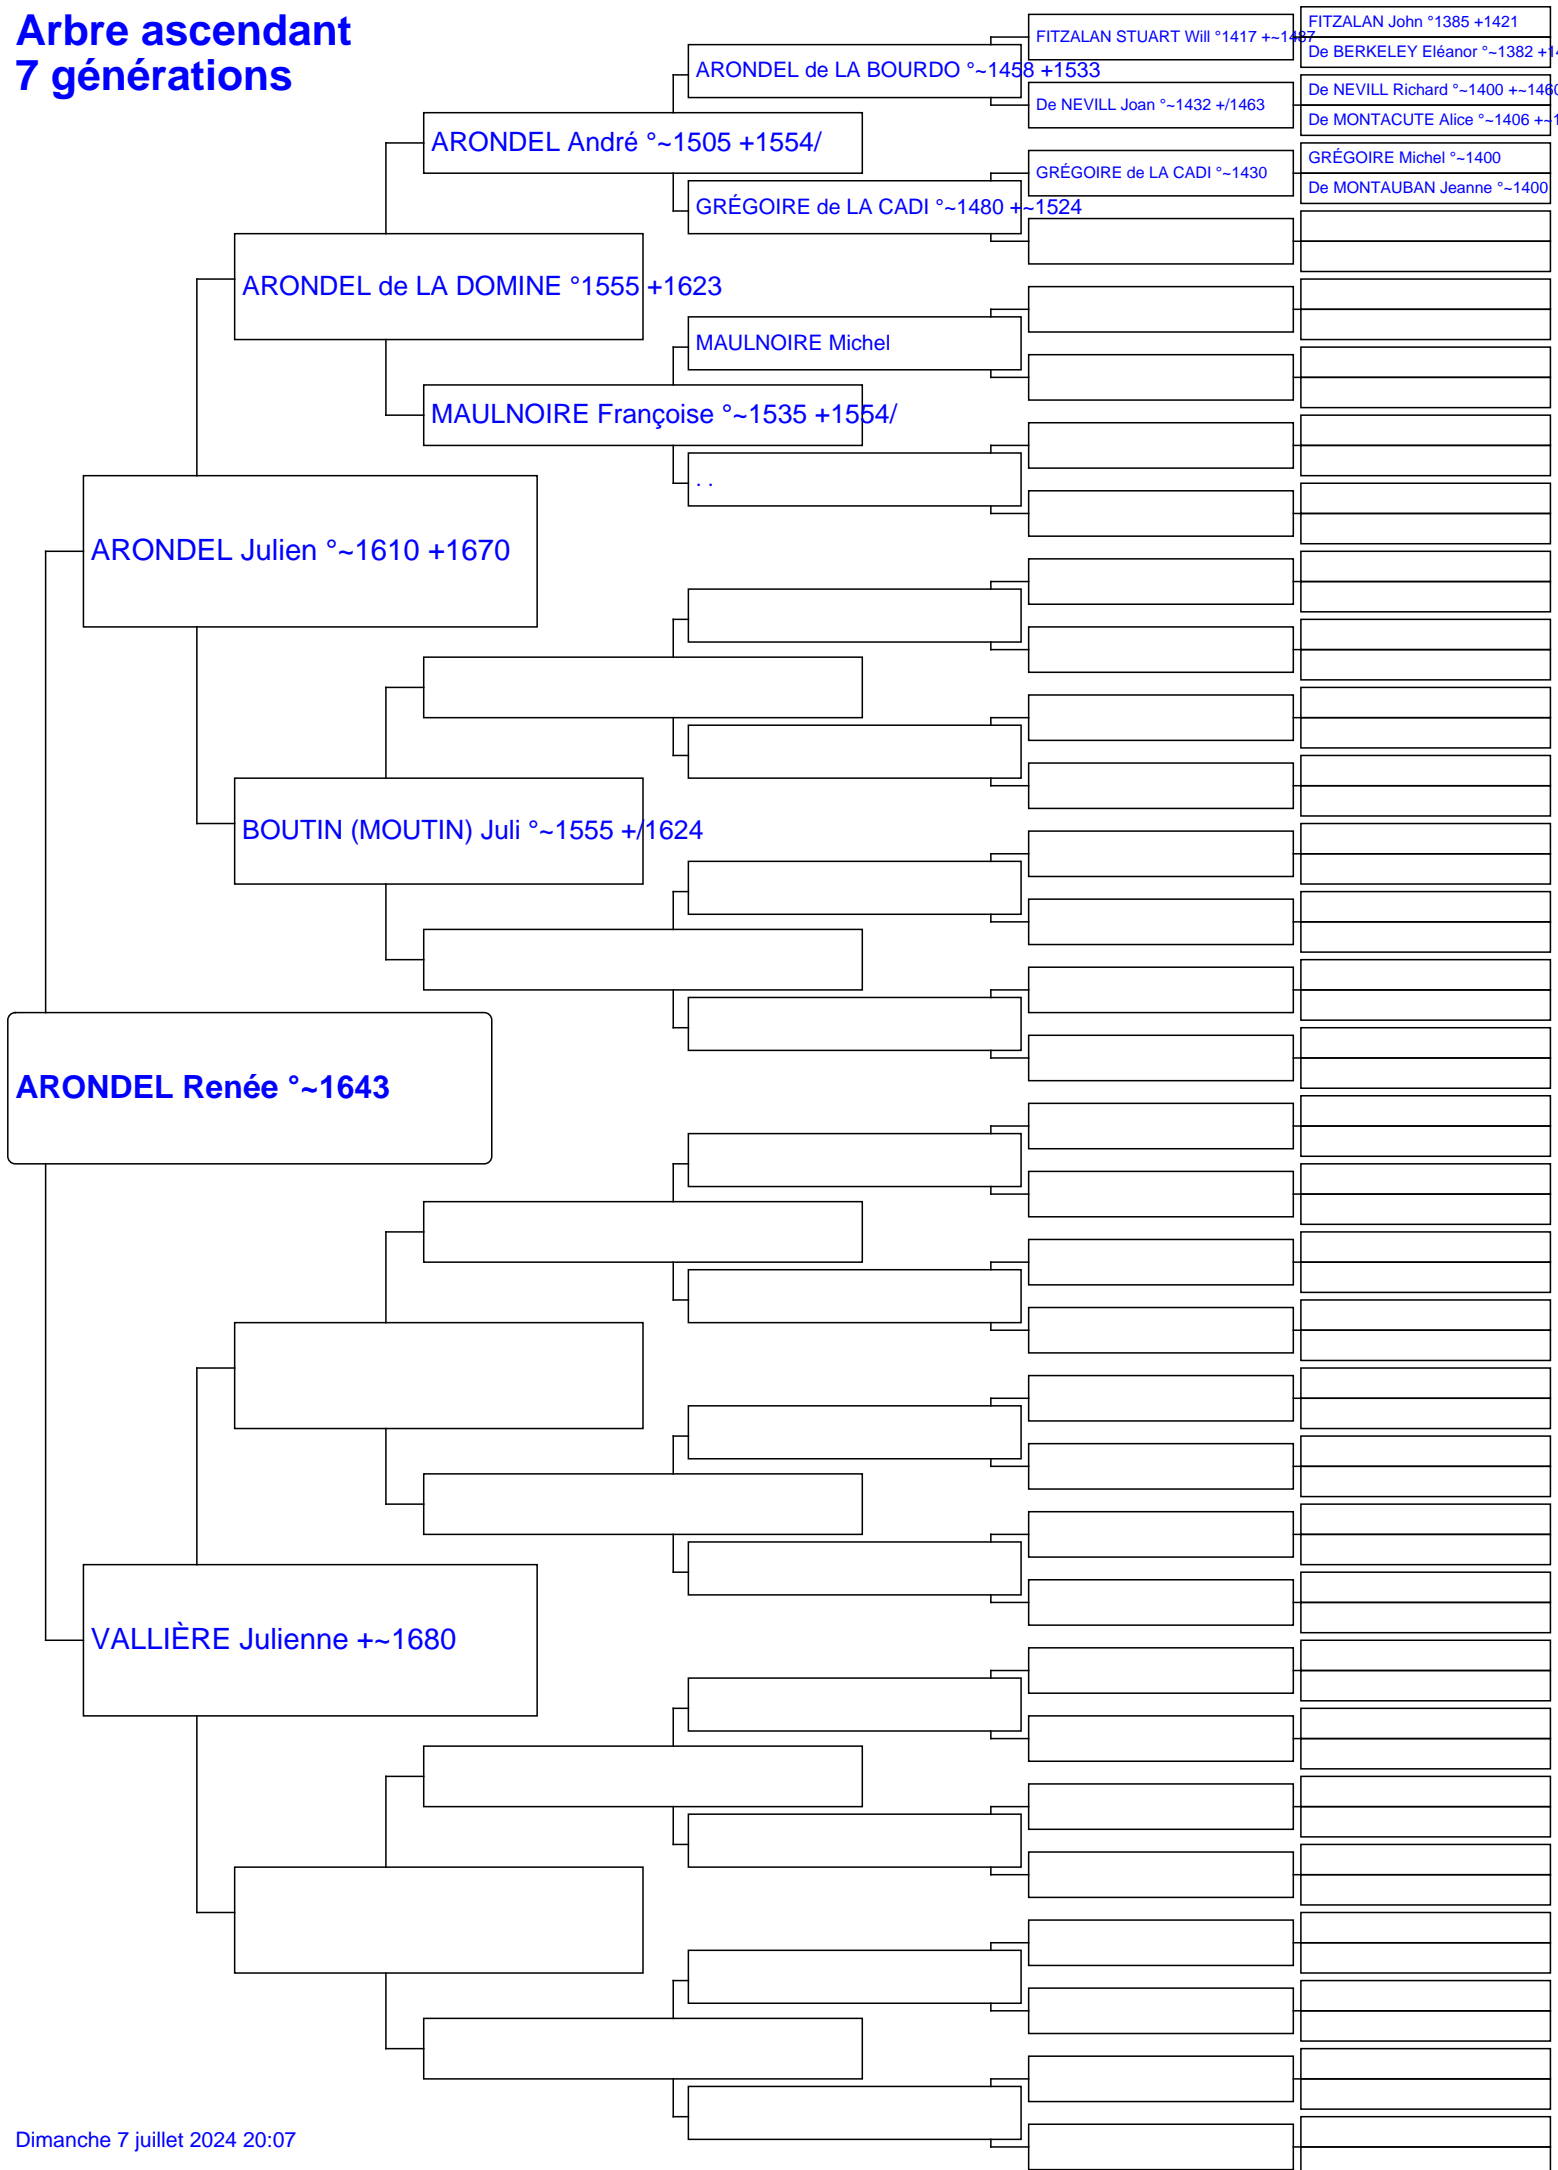 Arbre ascendant
7 générations
FITZALAN STUART Will °1417 +~1487
FITZALAN John °1385 +1421
De BERKELEY Eléanor °~1382
ARONDEL de LA BOURDO °~1458 +1533
De NEVILL Joan °~1432 +/1463
De NEVILL Richard °~1400 +~1460
De MONTACUTE Alice °~1406
ARONDEL André °~1505 +1554/
GRÉGOIRE de LA CADI °~1430
GRÉGOIRE Michel °~1400
De MONTAUBAN Jeanne °~1400
GRÉGOIRE de LA CADI °~1480 +~1524
ARONDEL de LA DOMINE °1555 +1623
MAULNOIRE Michel
MAULNOIRE Françoise °~1535 +1554/
. .
ARONDEL Julien °~1610 +1670
BOUTIN (MOUTIN) Juli °~1555 +/1624
ARONDEL Renée °~1643
VALLIÈRE Julienne +~1680
Dimanche 7 juillet 2024 20:07